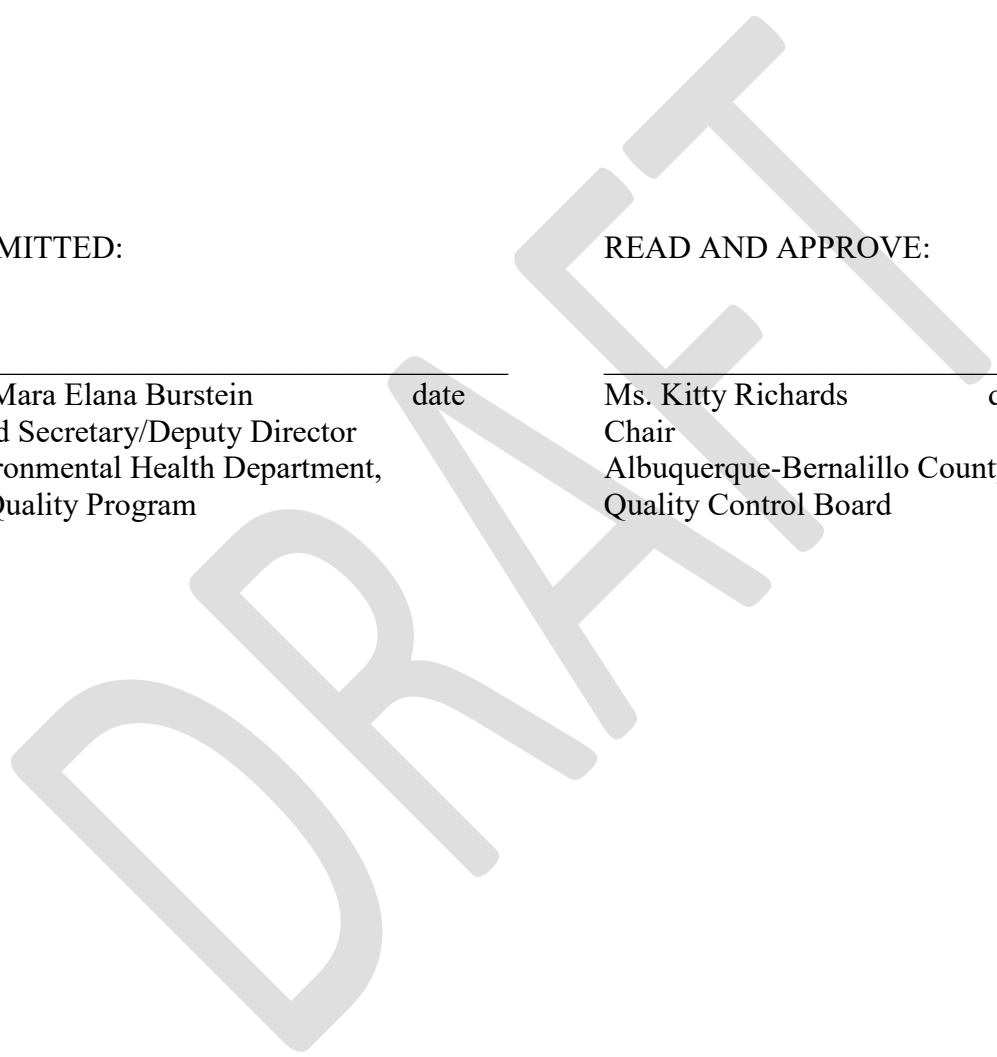 MITTED:
READ AND APPROVE:
Mara Elana Burstein date
Secretary/Deputy Director
ronmental Health Department,
Quality Program
Ms. Kitty Richards
Chair
Albuquerque-Bernalillo County
Quality Control Board
DRAFT